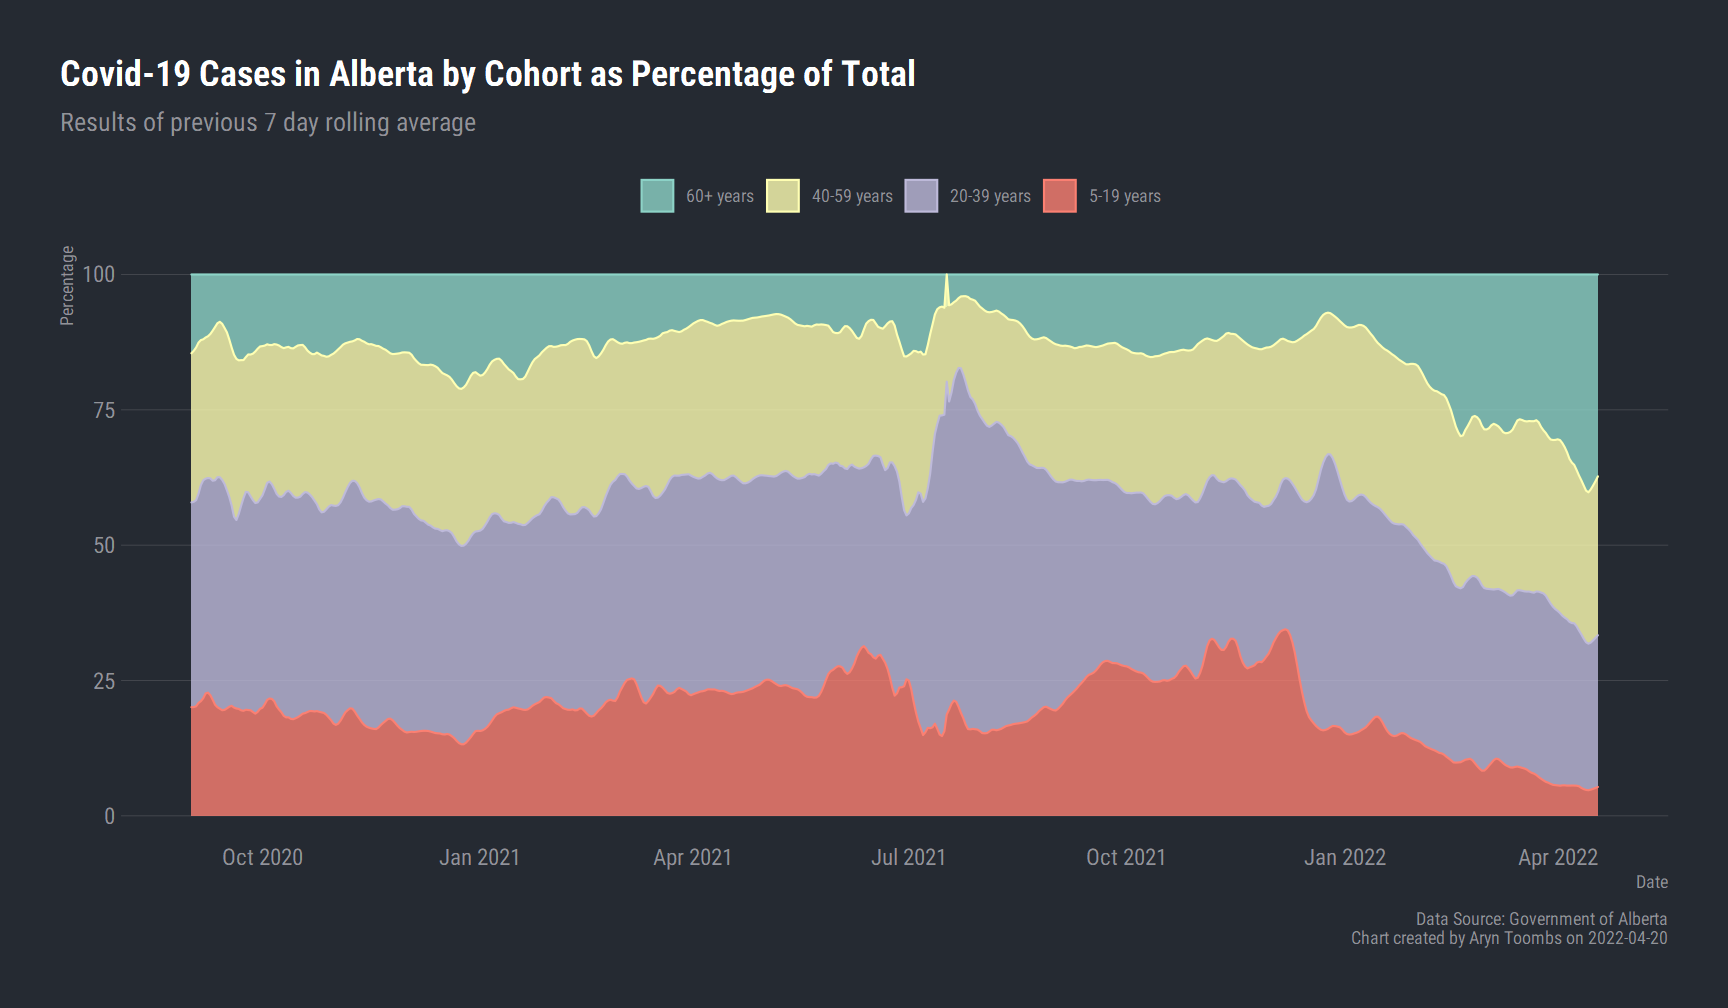 Covid-19 Cases in Alberta by Cohort as Percentage of Total
Results of previous 7 day rolling average
60+ years 40-59 years 20-39 years 5-19 years
Percentage
100
75
50
25
0
Oct 2020 Jan 2021 Apr 2021 Jul 2021 Oct 2021 Jan 2022 Apr 2022
Date
Data Source: Government of Alberta
Chart created by Aryn Toombs on 2022-04-20